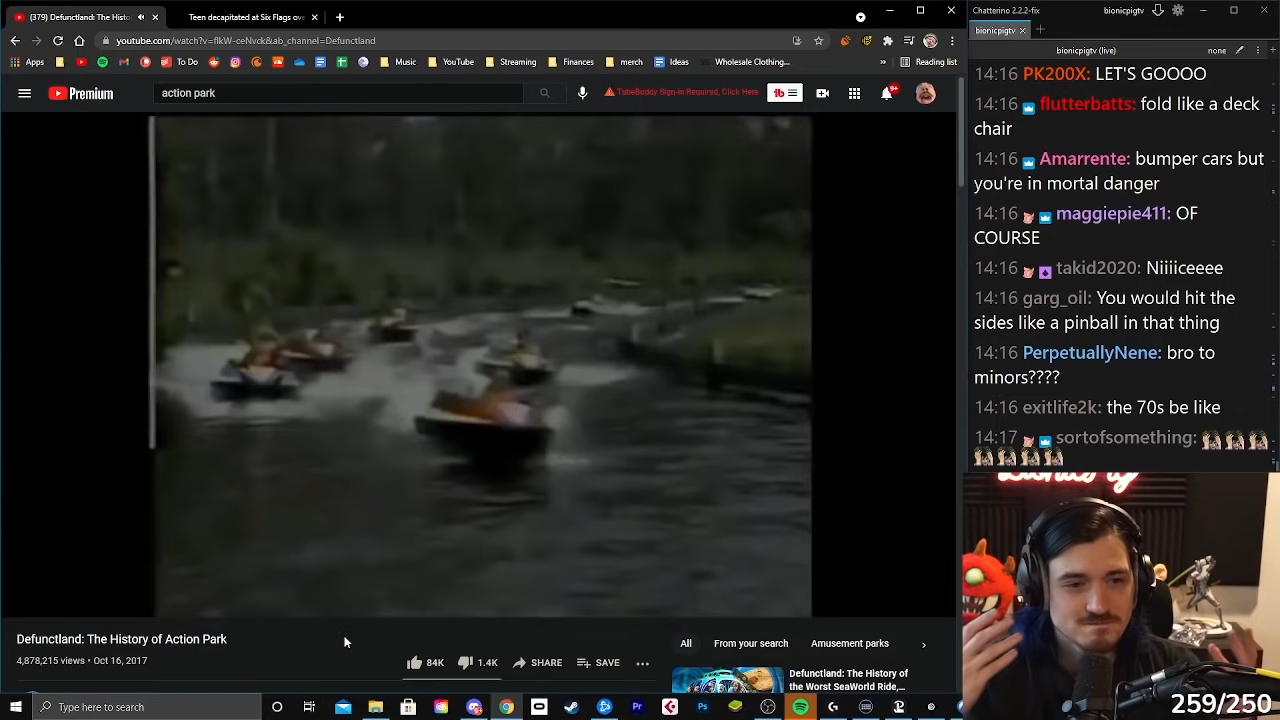 (379) Defunctland: The Histo
Teen decapitated at Six Flags ove
youtube.com/watch?v=flkW-ceNvck&ab_channel=Defunctland
Apps
To Do
Music
YouTube
Streaming
Finances
merch
Ideas
Wholesale Clothing...
»
Reading list
Premium
action park
TubeBuddy Sign-in Required, Click Here
tb
9+
Defunctland: The History of Action Park
4,878,215 views • Oct 16, 2017
84K
1.4K
SHARE
SAVE
All
From your search
Amusement parks
Defunctland: The History of
the Worst SeaWorld Ride,...
Type here to search
Chatterino 2.2.2-fix
bionicpigtv
bionicpigtv
bionicpigtv (live)
none
14:16 PK200X: LET'S GOOOO
14:16 flutterbatts: fold like a deck
chair
14:16 Amarrente: bumper cars but
you're in mortal danger
14:16 maggiepie411: OF
COURSE
14:16 takid2020: Niiiceeee
14:16 garg_oil: You would hit the
sides like a pinball in that thing
14:16 PerpetuallyNene: bro to
minors????
14:16 exitlife2k: the 70s be like
14:17 sortofsomething:
259/250